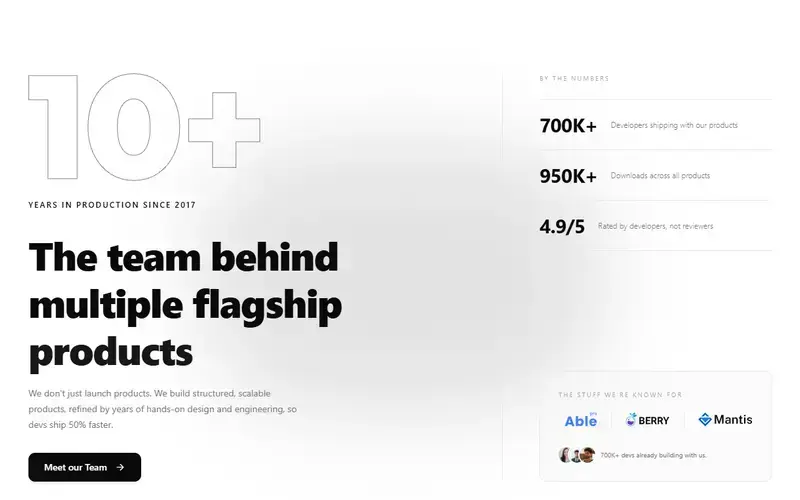 10+
YEARS IN PRODUCTION SINCE 2017
The team behind
multiple flagship
products
We don't just launch products. We build structured, scalable
products, refined by years of hands-on design and engineering, so
devs ship 50% faster.
Meet our Team →
BY THE NUMBERS
700K+ Developers shipping with our products
950K+ Downloads across all products
4.9/5 Rated by developers, not reviewers
THE STUFF WE'RE KNOWN FOR
Able pro BERRY Mantis
700K+ devs already building with us.